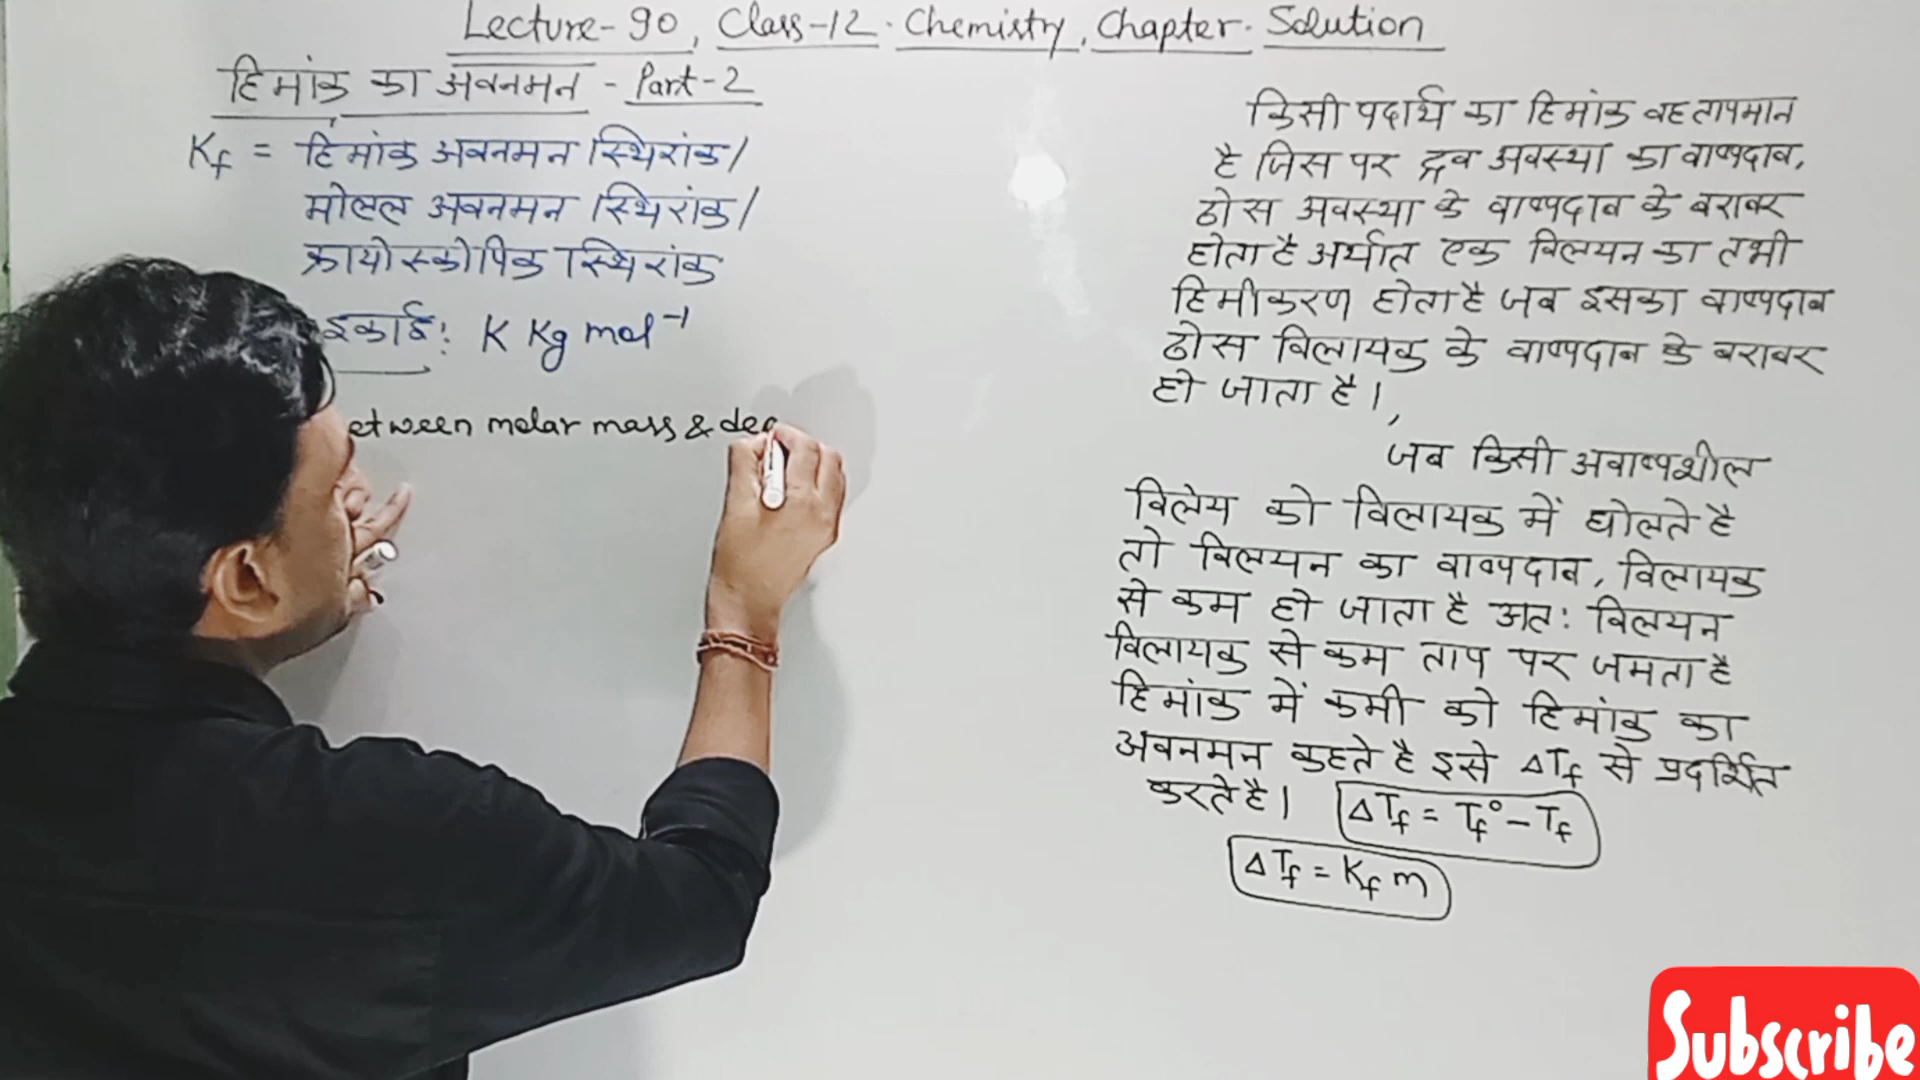 Lecture-90, Class-12. Chemistry, Chapter. Solution
हिमांक का अवनमन - Part-2
Kf = हिमांक अवनमन स्थिरांक/
मोलल अवनमन स्थिरांक/
क्रायोस्कोपिक स्थिरांक
इकाई: K Kg mol⁻¹
etween molar mass & de
किसी पदार्थ का हिमांक वह तापमान
है जिस पर द्रव अवस्था का वाष्पदाब,
ठोस अवस्था के वाष्पदाब के बराबर
होता है अर्थात एक विलयन का तभी
हिमीकरण होता है जब इसका वाष्पदाब
ठोस विलायक के वाष्पदाब के बराबर
हो जाता है।,
जब किसी अवाष्पशील
विलेय को विलायक में घोलते है
तो विलयन का वाष्पदाब, विलायक
से कम हो जाता है अत: विलयन
विलायक से कम ताप पर जमता है
हिमांक में कमी को हिमांक का
अवनमन कहते है इसे ΔTf से प्रदर्शित
करते है। ΔTf = Tf° - Tf
ΔTf = Kf m
Subscribe